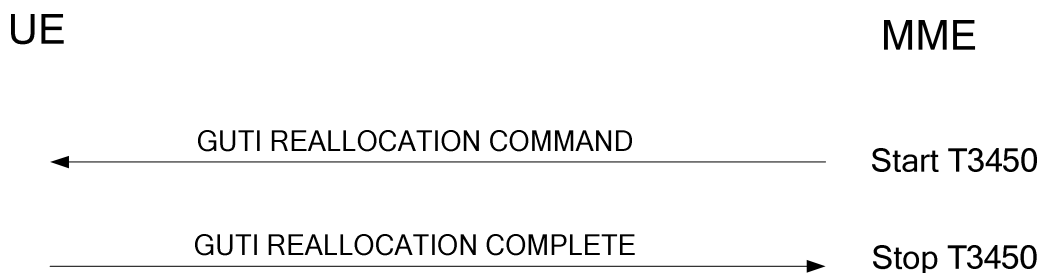 UE
MME
GUTI REALLOCATION COMMAND
Start T3450
GUTI REALLOCATION COMPLETE
Stop T3450